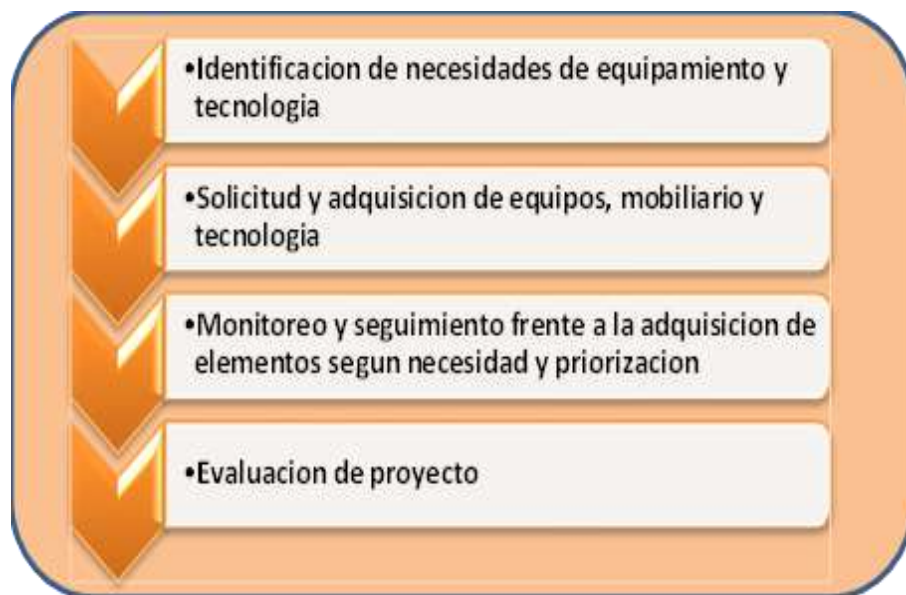 •Identificacion de necesidades de equipamiento y
tecnologia
•Solicitud y adquisicion de equipos, mobiliario y
tecnologia
•Monitoreo y seguimiento frente a la adquisicion de
elementos segun necesidad y priorizacion
•Evaluacion de proyecto